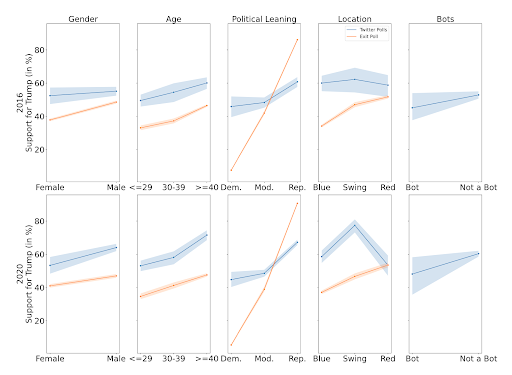 Gender Age Political Leaning Location Bots
Twitter Polls
Exit Poll
2016
Support for Trump (in %)
80
60
40
20
Female Male <=29 30-39 >=40 Dem. Mod. Rep. Blue Swing Red Bot Not a Bot
2020
Support for Trump (in %)
80
60
40
20
Female Male <=29 30-39 >=40 Dem. Mod. Rep. Blue Swing Red Bot Not a Bot